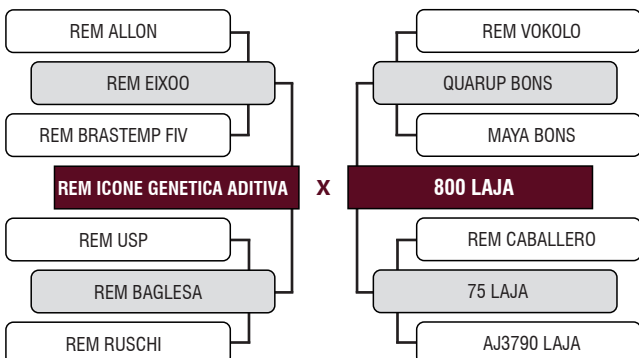 REM ALLON
REM EIXOO
REM BRASTEMP FIV
REM ICONE GENETICA ADITIVA
REM USP
REM BAGLESA
REM RUSCHI
X
REM VOKOLO
QUARUP BONS
MAYA BONS
800 LAJA
REM CABALLERO
75 LAJA
AJ3790 LAJA